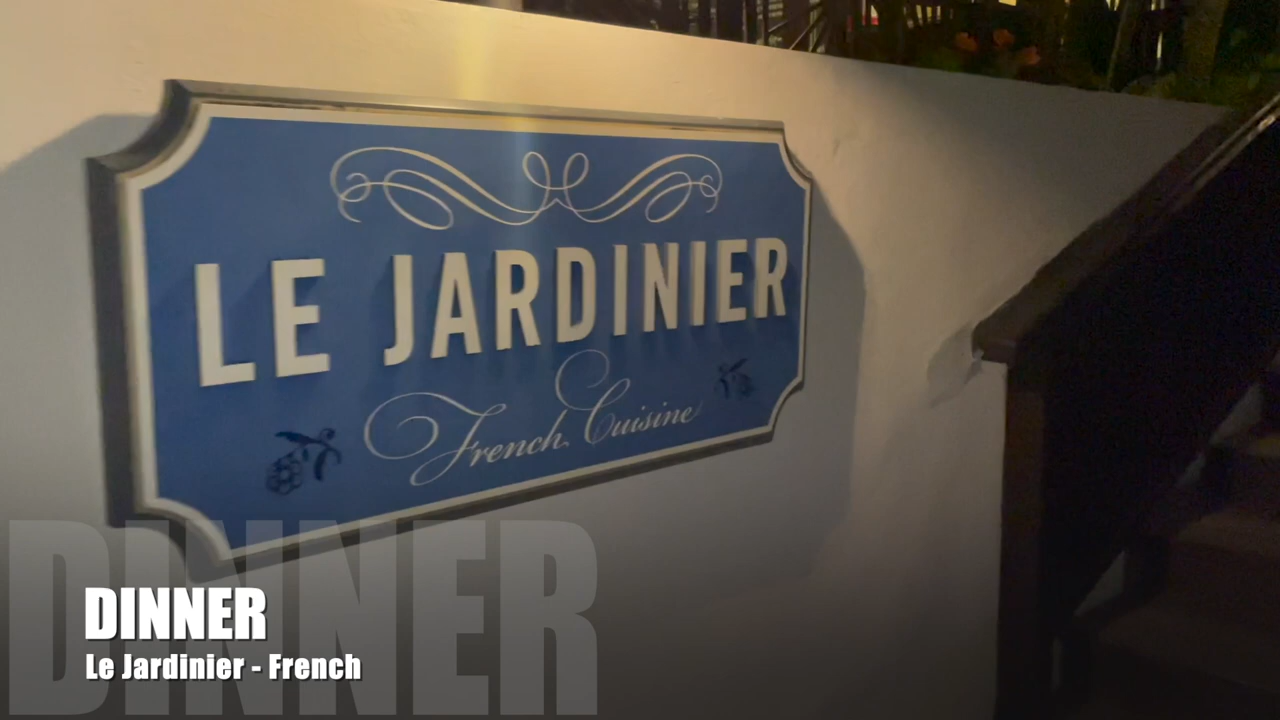 LE JARDINIER
French Cuisine
DINNER
DINNER
Le Jardinier - French